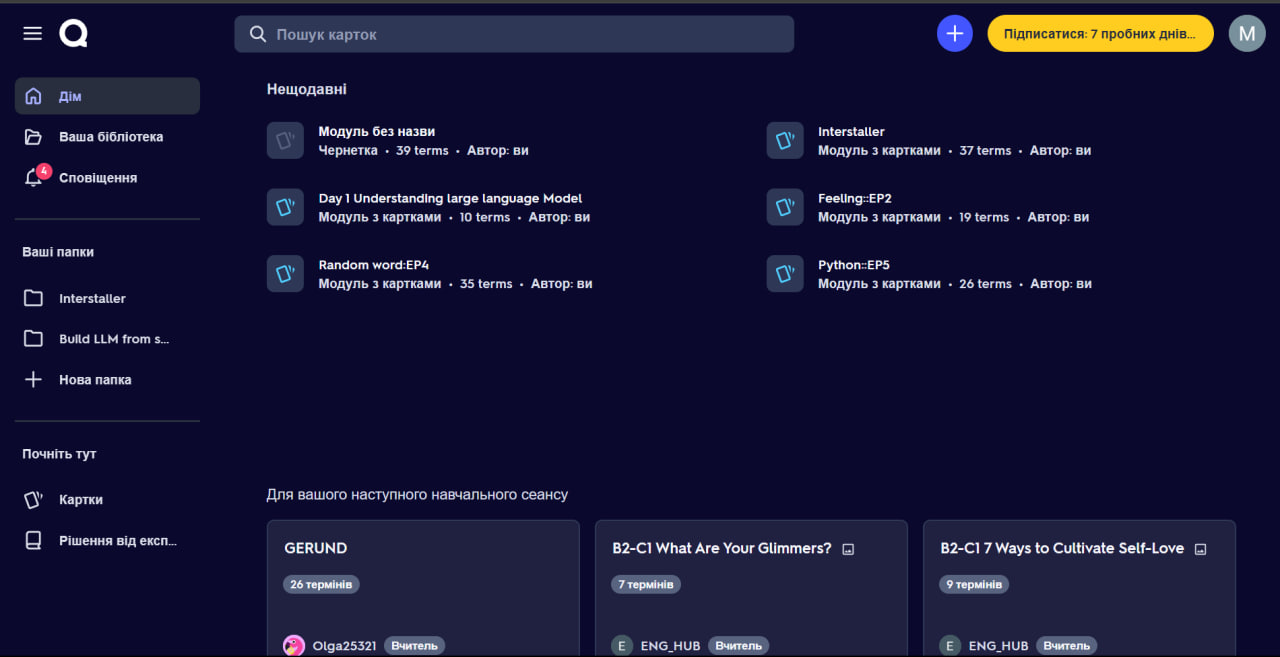 Пошук карток
Підписатися: 7 пробних днів...
M
Дім
Ваша бібліотека
4
Сповіщення
Ваші папки
Interstaller
Build LLM from s...
Нова папка
Почніть тут
Картки
Рішення від експ...
Нещодавні
Модуль без назви
Чернетка • 39 terms • Автор: ви
Interstaller
Модуль з картками • 37 terms • Автор: ви
Day 1 Understanding large language Model
Модуль з картками • 10 terms • Автор: ви
Feeling::EP2
Модуль з картками • 19 terms • Автор: ви
Random word:EP4
Модуль з картками • 35 terms • Автор: ви
Python::EP5
Модуль з картками • 26 terms • Автор: ви
Для вашого наступного навчального сеансу
GERUND
26 термінів
Olga25321 Вчитель
B2-C1 What Are Your Glimmers?
7 термінів
E ENG_HUB Вчитель
B2-C1 7 Ways to Cultivate Self-Love
9 термінів
E ENG_HUB Вчитель